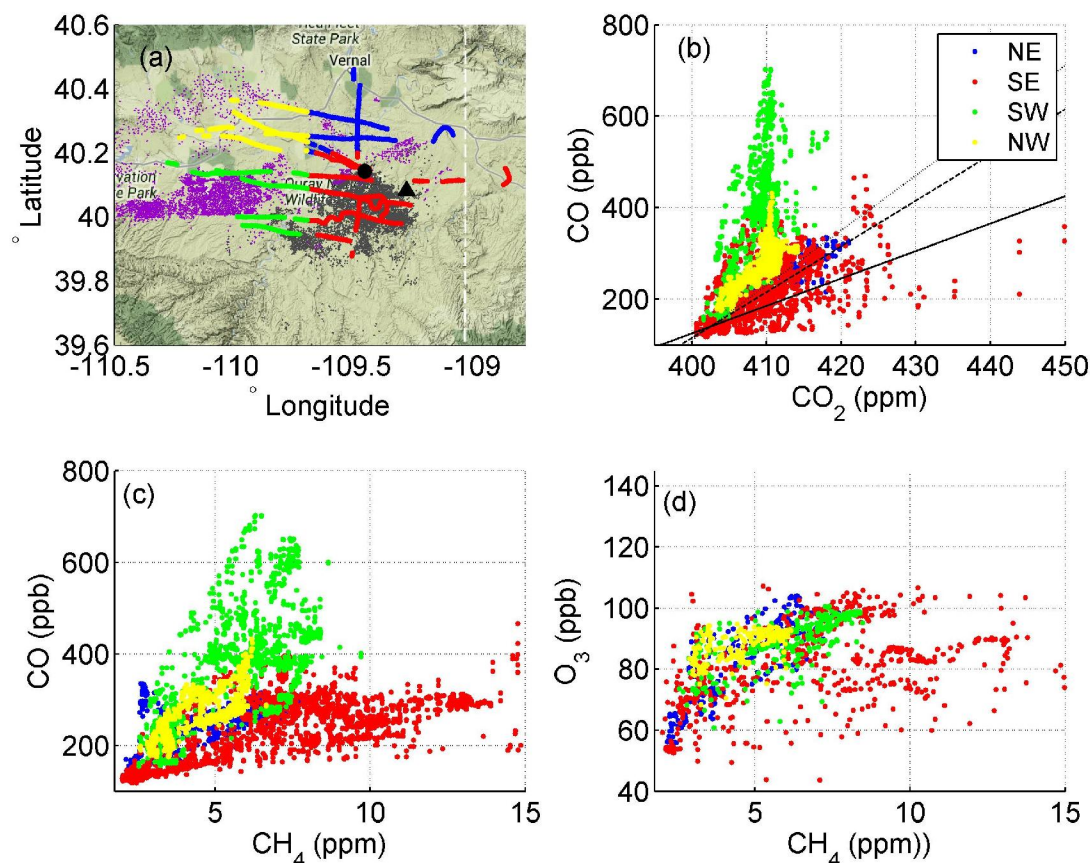 40.6
40.4
40.2
40
39.8
39.6
° Latitude
(a)
State Park
Vernal
Ouray N
Wildlife
e Park
-110.5
-110
-109.5
-109
° Longitude
800
600
400
200
CO (ppb)
(b)
NE
SE
SW
NW
400
410
420
430
440
450
CO₂ (ppm)
800
600
400
200
CO (ppb)
(c)
5
10
15
CH₄ (ppm)
140
120
100
80
60
40
O₃ (ppb)
(d)
5
10
15
CH₄ (ppm))